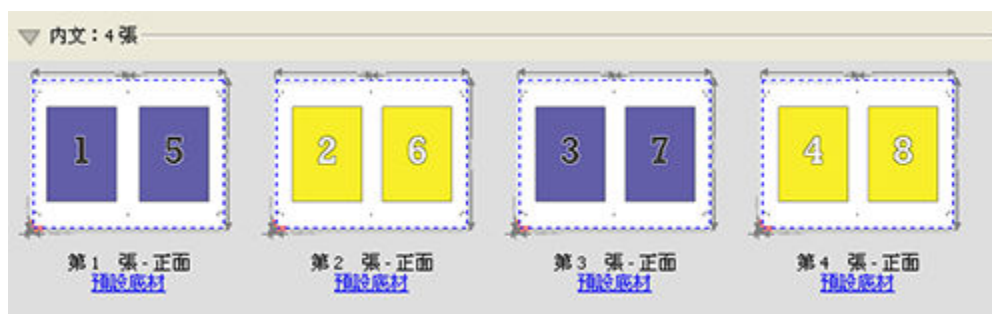 內文：4 張
1 5 2 6 3 7 4 8
第 1 張 - 正面 第 2 張 - 正面 第 3 張 - 正面 第 4 張 - 正面
預設底材 預設底材 預設底材 預設底材